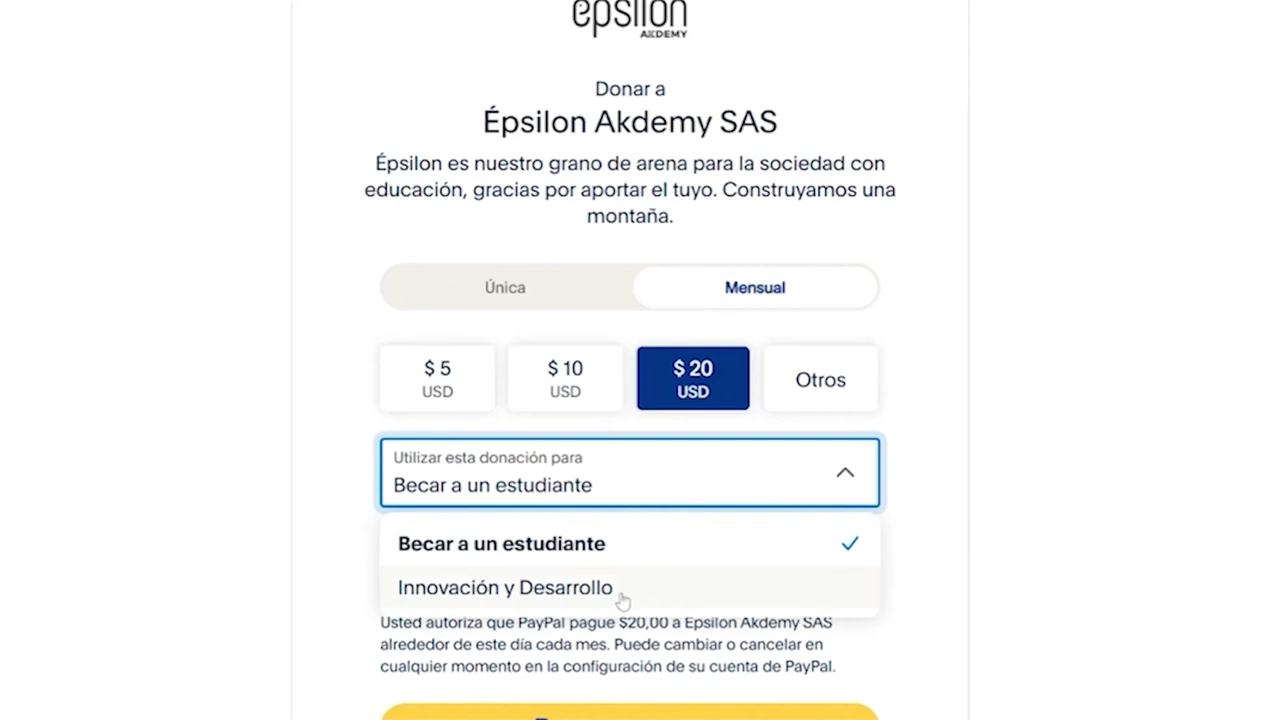 épsilon
AKDEMY
Donar a
Épsilon Akdemy SAS
Épsilon es nuestro grano de arena para la sociedad con
educación, gracias por aportar el tuyo. Construyamos una
montaña.
Única
Mensual
$ 5
USD
$ 10
USD
$ 20
USD
Otros
Utilizar esta donación para
Becar a un estudiante
Becar a un estudiante
Innovación y Desarrollo
Usted autoriza que PayPal pague $20,00 a Epsilon Akdemy SAS
alrededor de este día cada mes. Puede cambiar o cancelar en
cualquier momento en la configuración de su cuenta de PayPal.